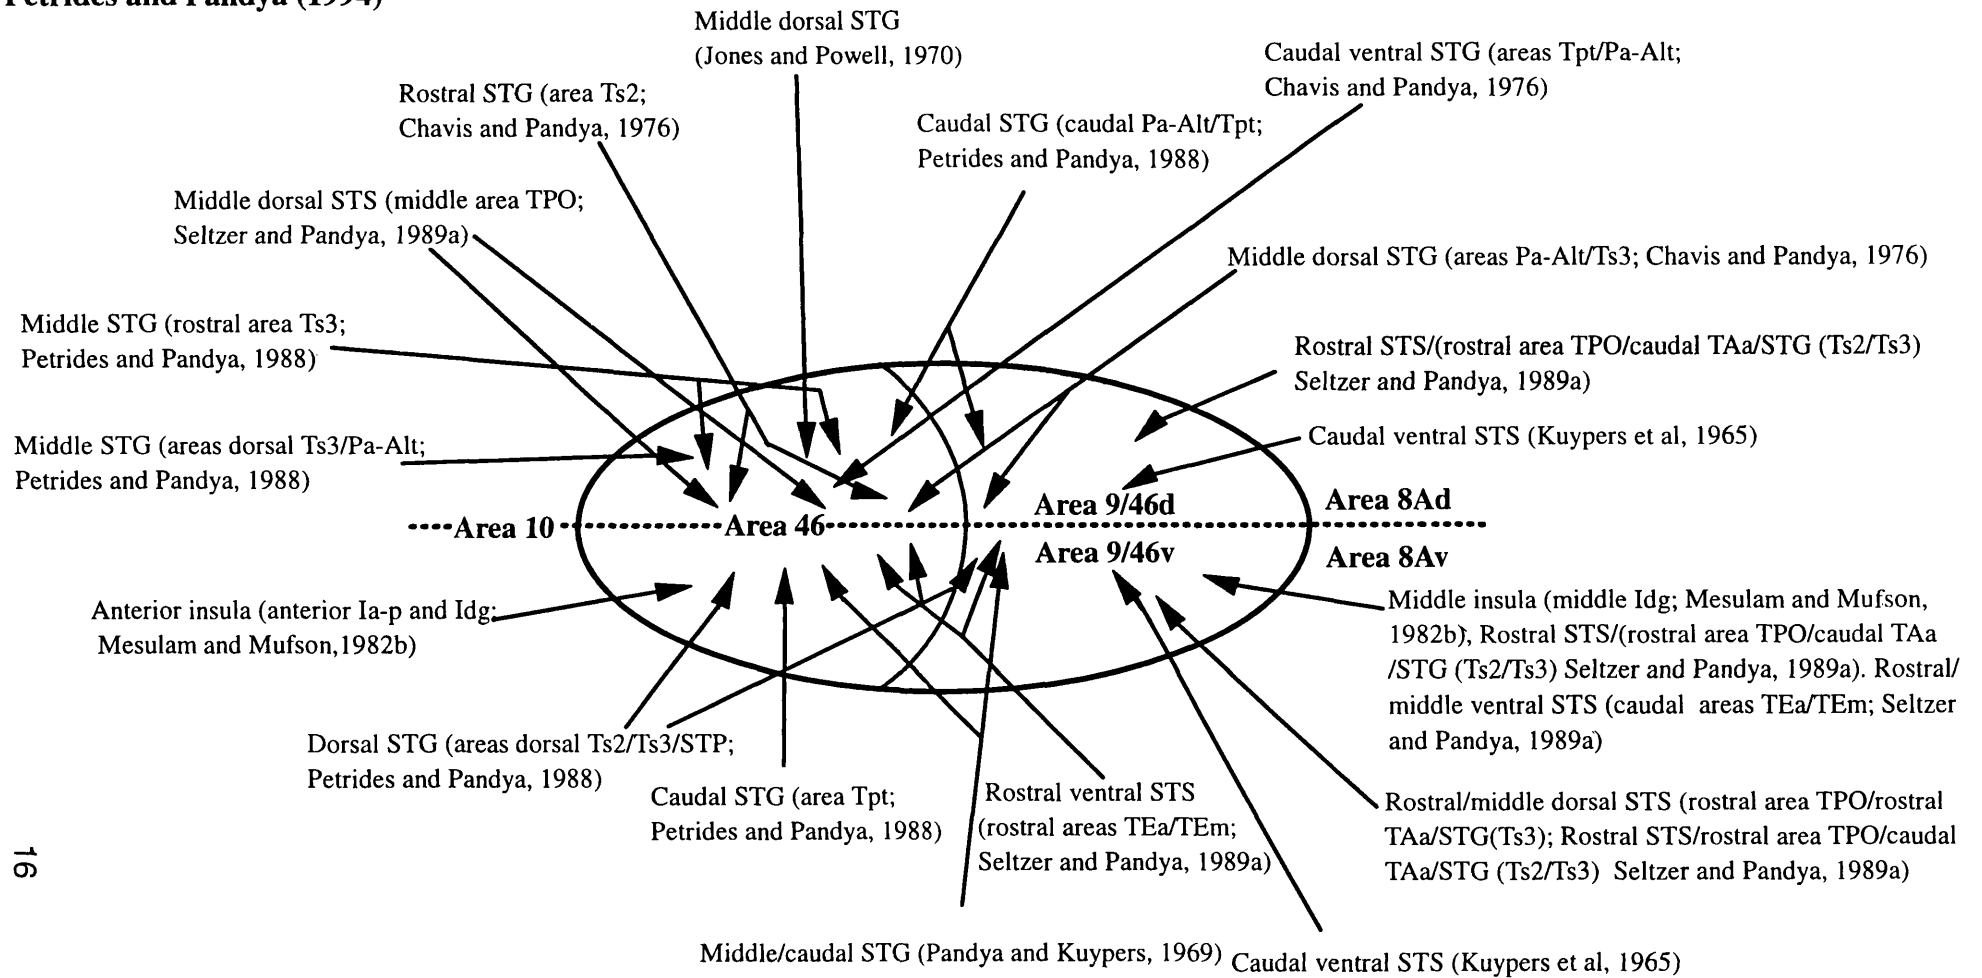 Petrides and Pandya (1994)
Middle dorsal STG
(Jones and Powell, 1970)
Caudal ventral STG (areas Tpt/Pa-Alt;
Chavis and Pandya, 1976)
Rostral STG (area Ts2;
Chavis and Pandya, 1976)
Caudal STG (caudal Pa-Alt/Tpt;
Petrides and Pandya, 1988)
Middle dorsal STS (middle area TPO;
Seltzer and Pandya, 1989a)
Middle dorsal STG (areas Pa-Alt/Ts3; Chavis and Pandya, 1976)
Middle STG (rostral area Ts3;
Petrides and Pandya, 1988)
Rostral STS/(rostral area TPO/caudal TAa/STG (Ts2/Ts3)
Seltzer and Pandya, 1989a)
Middle STG (areas dorsal Ts3/Pa-Alt;
Petrides and Pandya, 1988)
Caudal ventral STS (Kuypers et al, 1965)
Area 10
Area 46
Area 9/46d
Area 8Ad
Area 9/46v
Area 8Av
Anterior insula (anterior Ia-p and Idg;
Mesulam and Mufson,1982b)
Middle insula (middle Idg; Mesulam and Mufson,
1982b), Rostral STS/(rostral area TPO/caudal TAa
/STG (Ts2/Ts3) Seltzer and Pandya, 1989a). Rostral/
middle ventral STS (caudal areas TEa/TEm; Seltzer
and Pandya, 1989a)
Dorsal STG (areas dorsal Ts2/Ts3/STP;
Petrides and Pandya, 1988)
Caudal STG (area Tpt;
Petrides and Pandya, 1988)
Rostral ventral STS
(rostral areas TEa/TEm;
Seltzer and Pandya, 1989a)
Rostral/middle dorsal STS (rostral area TPO/rostral
TAa/STG(Ts3); Rostral STS/rostral area TPO/caudal
TAa/STG (Ts2/Ts3) Seltzer and Pandya, 1989a)
Middle/caudal STG (Pandya and Kuypers, 1969)
Caudal ventral STS (Kuypers et al, 1965)
16